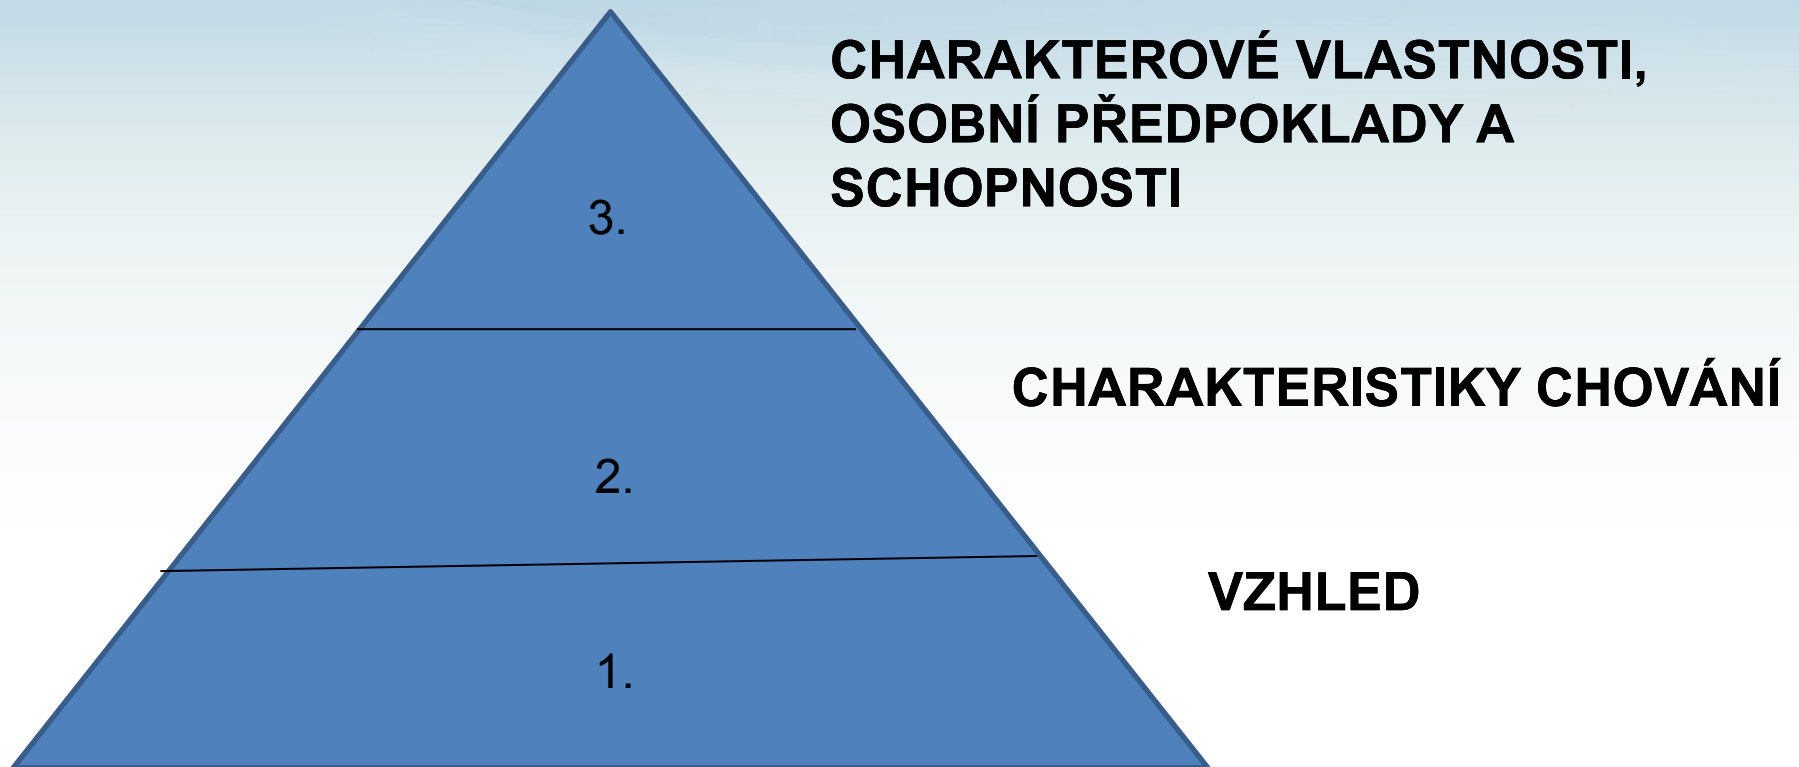 CHARAKTEROVÉ VLASTNOSTI,
OSOBNÍ PŘEDPOKLADY A
SCHOPNOSTI
3.
CHARAKTERISTIKY CHOVÁNÍ
2.
VZHLED
1.